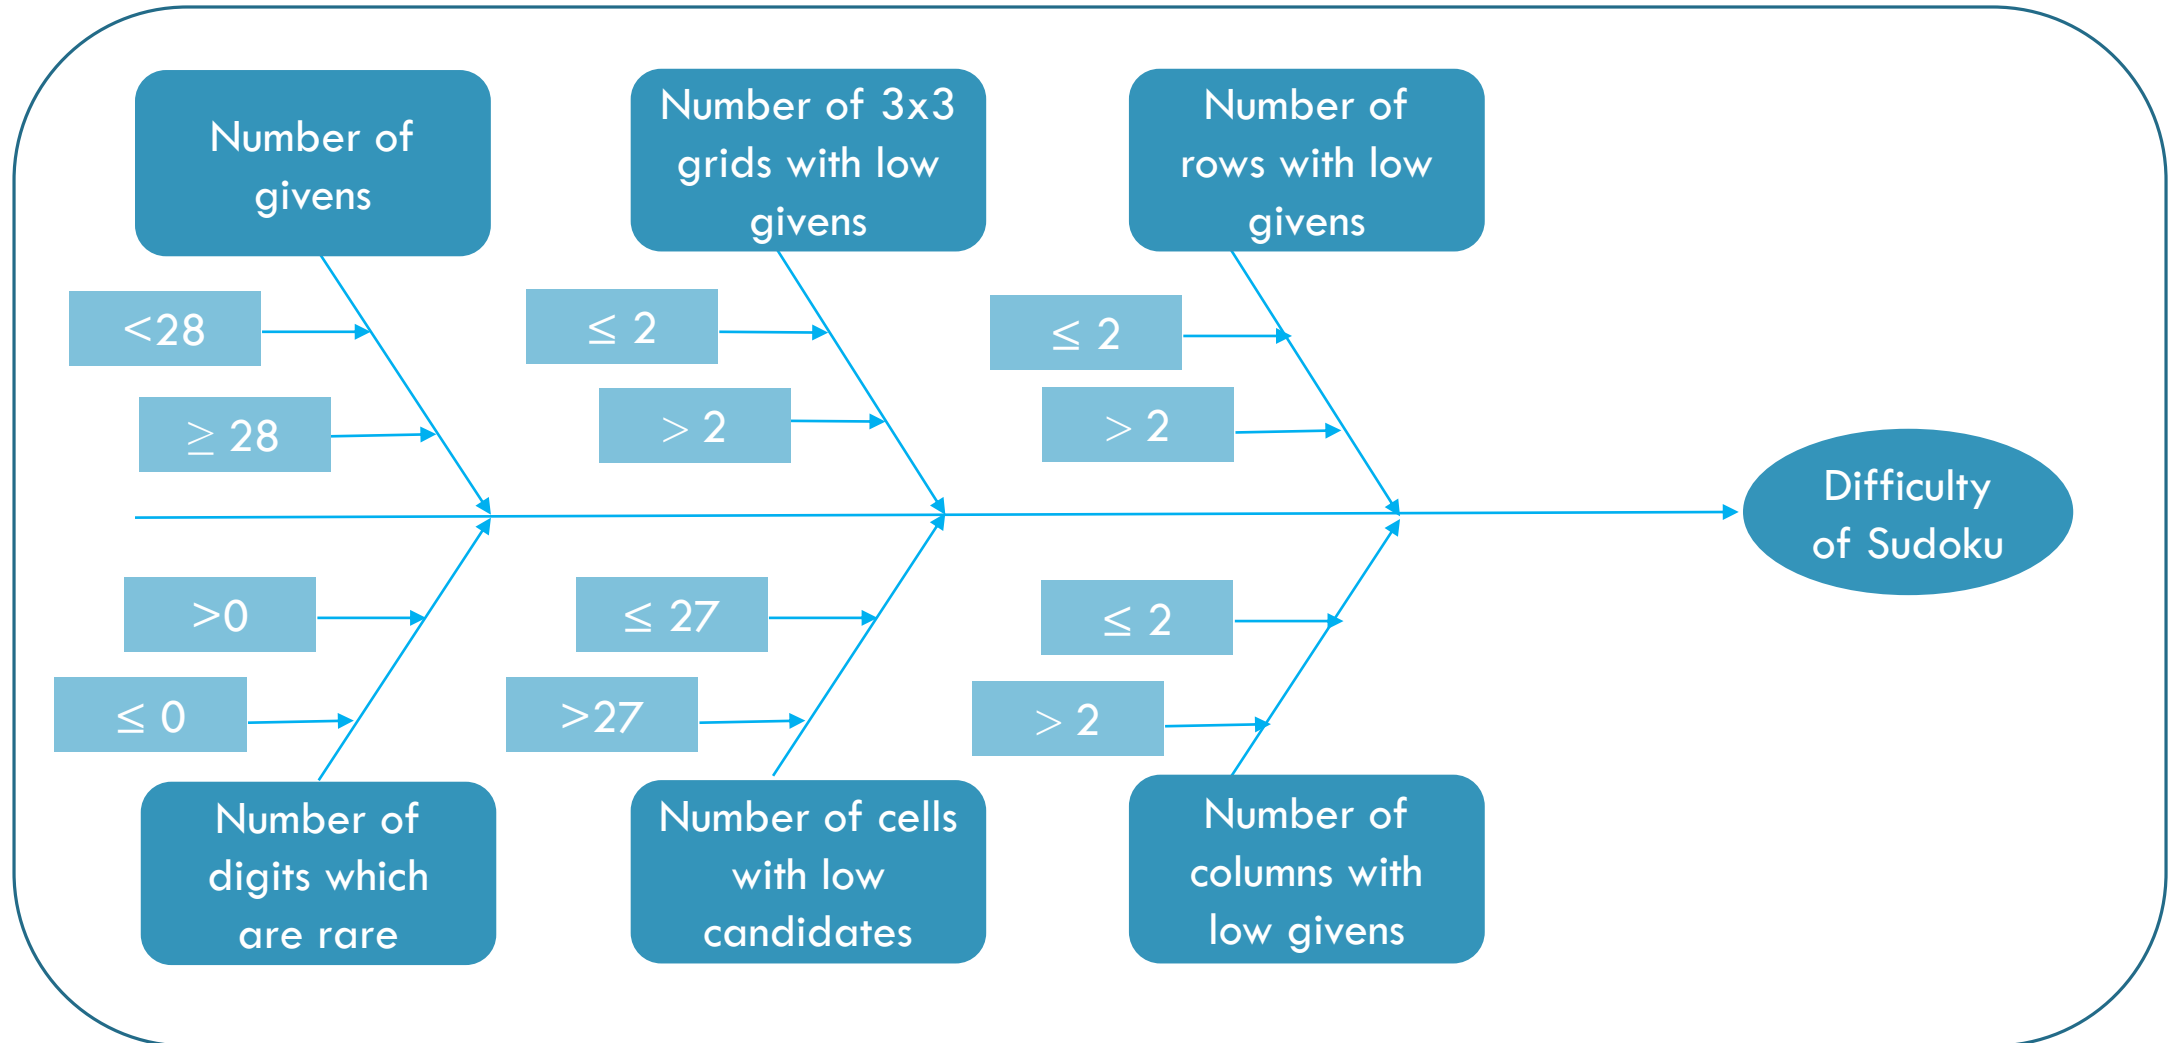 Number of
givens
Number of 3x3
grids with low
givens
Number of
rows with low
givens
<28
≤ 2
≤ 2
≥ 28
> 2
> 2
Difficulty
of Sudoku
>0
≤ 27
≤ 2
≤ 0
>27
> 2
Number of
digits which
are rare
Number of cells
with low
candidates
Number of
columns with
low givens